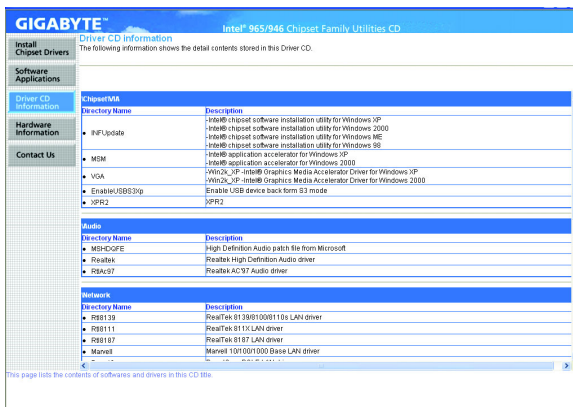 GIGABYTE™
Intel® 965/946 Chipset Family Utilities CD
Install
Chipset Drivers
Software
Applications
Driver CD
Information
Hardware
Information
Contact Us
Driver CD information
The following information shows the detail contents stored in this Driver CD.
\Chipset\VIA
Directory Name Description
• INFUpdate
-Intel® chipset software installation utility for Windows XP
-Intel® chipset software installation utility for Windows 2000
-Intel® chipset software installation utility for Windows ME
-Intel® chipset software installation utility for Windows 98
• MSM
-Intel® application accelerator for Windows XP
-Intel® application accelerator for Windows 2000
• VGA
-Win2k_XP -Intel® Graphics Media Accelerator Driver for Windows XP
-Win2k_XP -Intel® Graphics Media Accelerator Driver for Windows 2000
• EnableUSBS3Xp Enable USB device back form S3 mode
• XPR2 XPR2
\Audio
Directory Name Description
• MSHDQFE High Definition Audio patch file from Microsoft
• Realtek Realtek High Definition Audio driver
• RtlAc97 Realtek AC'97 Audio driver
\Network
Directory Name Description
• Rtl8139 RealTek 8139/8100/8110s LAN driver
• Rtl8111 RealTek 811X LAN driver
• Rtl8187 RealTek 8187 LAN driver
• Marvell Marvell 10/100/1000 Base LAN driver
This page lists the contents of softwares and drivers in this CD title.